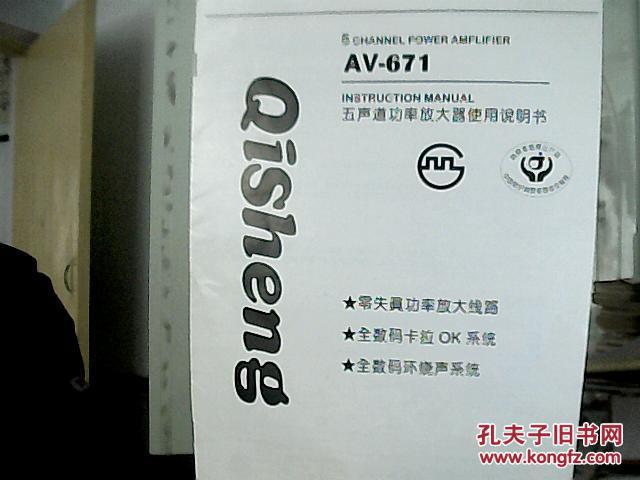 5 CHANNEL POWER AMPLIFIER
AV-671
INSTRUCTION MANUAL
五声道功率放大器使用说明书
Qisheng
★零失真功率放大线路
★全数码卡拉OK系统
★全数码环绕声系统
孔夫子旧书网
www.kongfz.com